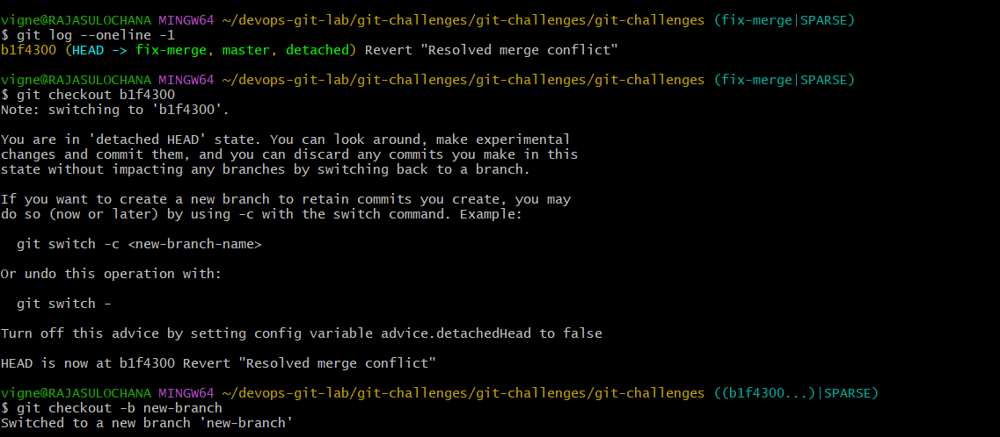 vigne@RAJASULOCHANA MINGW64 ~/devops-git-lab/git-challenges/git-challenges/git-challenges (fix-merge|SPARSE)
$ git log --oneline -1
b1f4300 (HEAD -> fix-merge, master, detached) Revert "Resolved merge conflict"
vigne@RAJASULOCHANA MINGW64 ~/devops-git-lab/git-challenges/git-challenges/git-challenges (fix-merge|SPARSE)
$ git checkout b1f4300
Note: switching to 'b1f4300'.
You are in 'detached HEAD' state. You can look around, make experimental
changes and commit them, and you can discard any commits you make in this
state without impacting any branches by switching back to a branch.
If you want to create a new branch to retain commits you create, you may
do so (now or later) by using -c with the switch command. Example:
git switch -c <new-branch-name>
Or undo this operation with:
git switch -
Turn off this advice by setting config variable advice.detachedHead to false
HEAD is now at b1f4300 Revert "Resolved merge conflict"
vigne@RAJASULOCHANA MINGW64 ~/devops-git-lab/git-challenges/git-challenges/git-challenges ((b1f4300...)|SPARSE)
$ git checkout -b new-branch
Switched to a new branch 'new-branch'